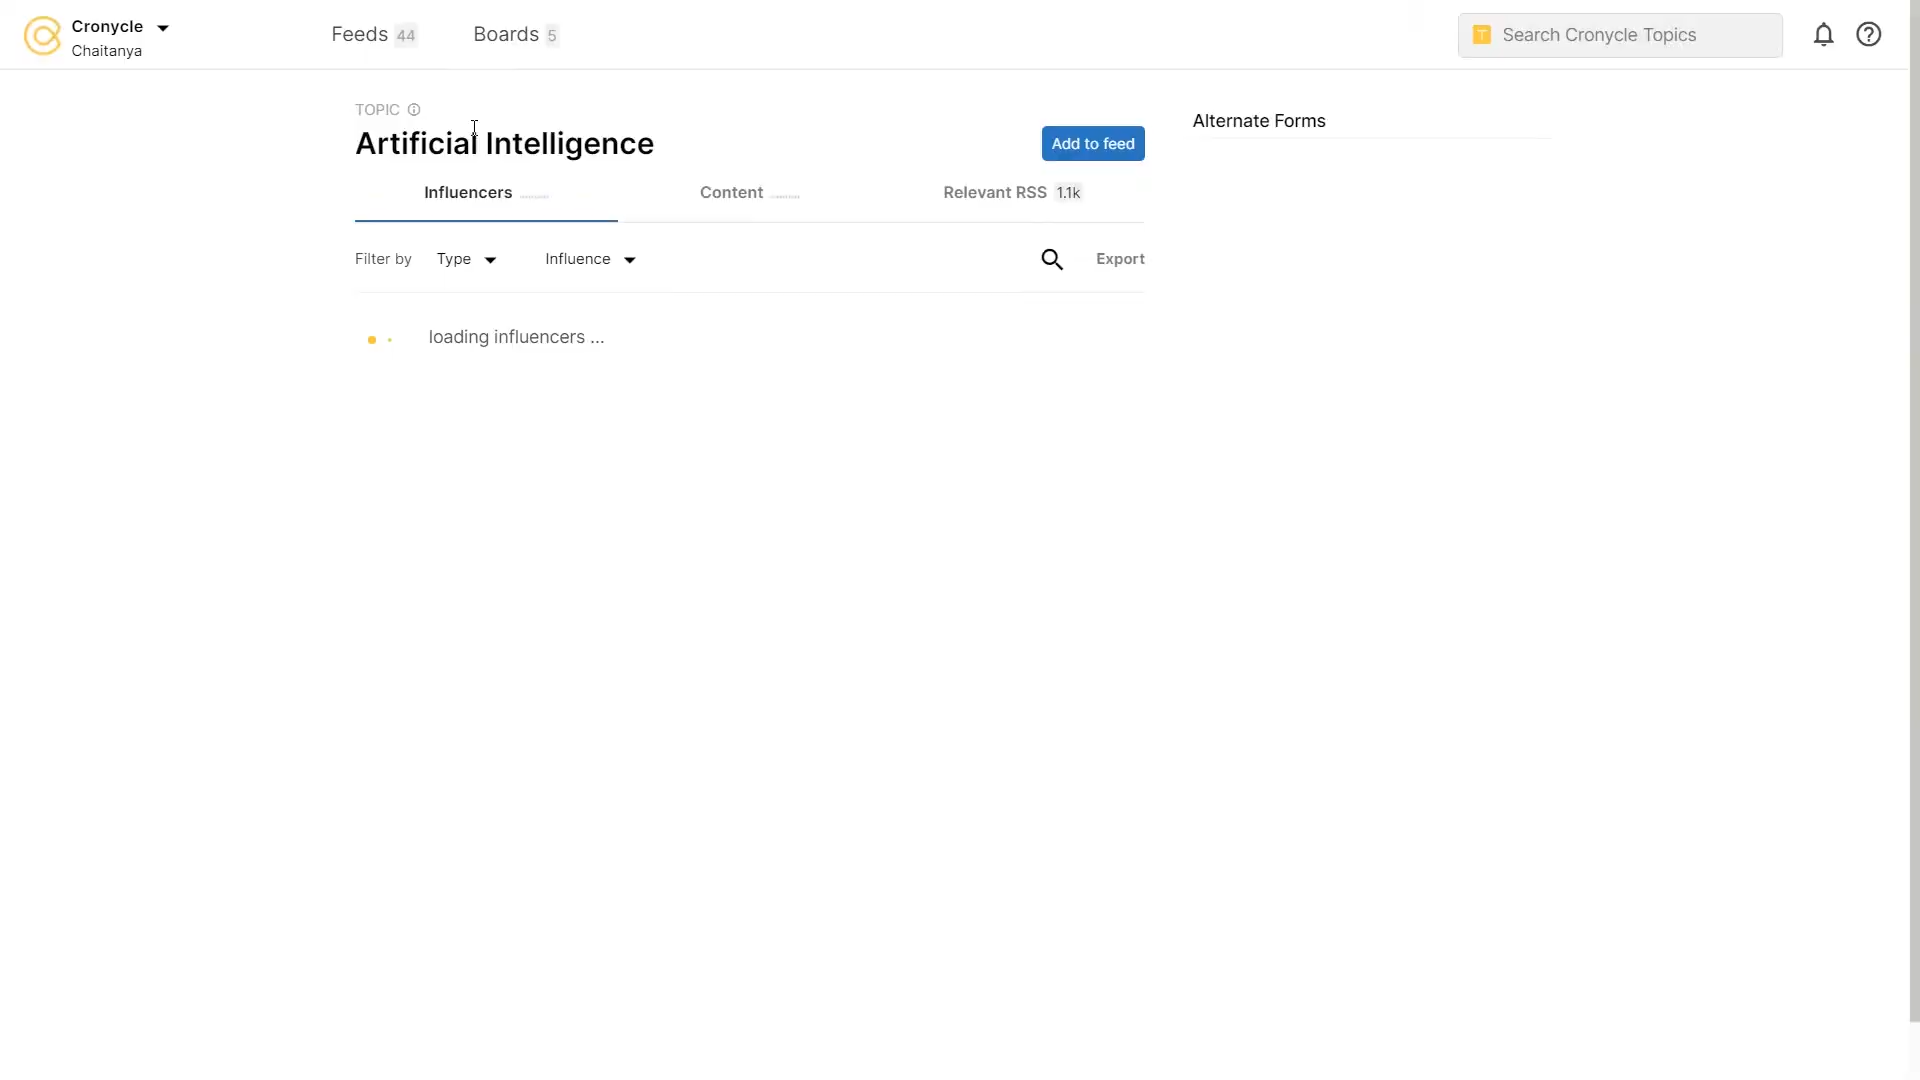 Cronycle
Chaitanya
Feeds 44
Boards 5
T Search Cronycle Topics
TOPIC
Artificial Intelligence
Add to feed
Alternate Forms
Influencers
Content
Relevant RSS 1.1k
Filter by Type Influence
Export
loading influencers ...